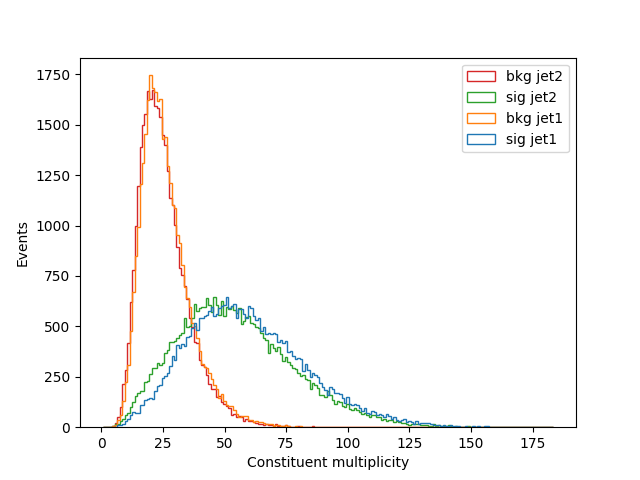 bkg jet2
sig jet2
bkg jet1
sig jet1
1750
1500
1250
1000
750
500
250
0
Events
0 25 50 75 100 125 150 175
Constituent multiplicity